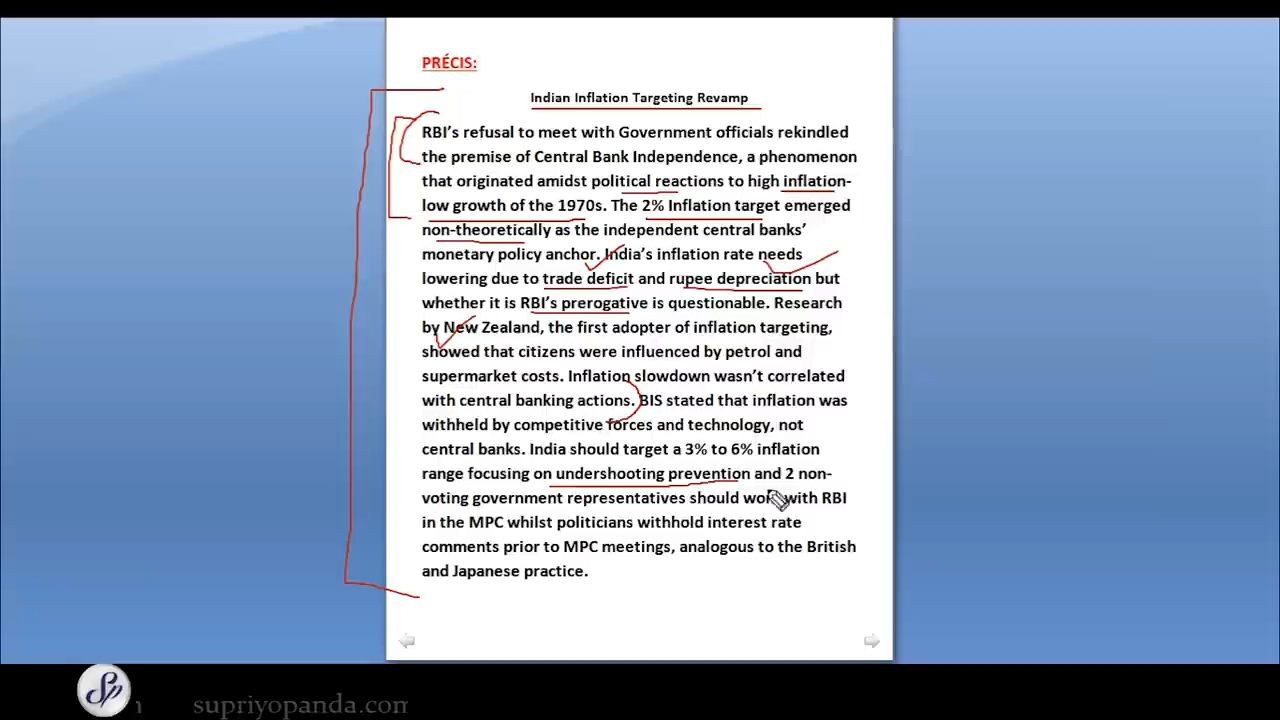 PRÉCIS:
Indian Inflation Targeting Revamp
RBI’s refusal to meet with Government officials rekindled
the premise of Central Bank Independence, a phenomenon
that originated amidst political reactions to high inflation-
low growth of the 1970s. The 2% Inflation target emerged
non-theoretically as the independent central banks’
monetary policy anchor. India’s inflation rate needs
lowering due to trade deficit and rupee depreciation but
whether it is RBI’s prerogative is questionable. Research
by New Zealand, the first adopter of inflation targeting,
showed that citizens were influenced by petrol and
supermarket costs. Inflation slowdown wasn’t correlated
with central banking actions. BIS stated that inflation was
withheld by competitive forces and technology, not
central banks. India should target a 3% to 6% inflation
range focusing on undershooting prevention and 2 non-
voting government representatives should work with RBI
in the MPC whilst politicians withhold interest rate
comments prior to MPC meetings, analogous to the British
and Japanese practice.
supriyopanda.com